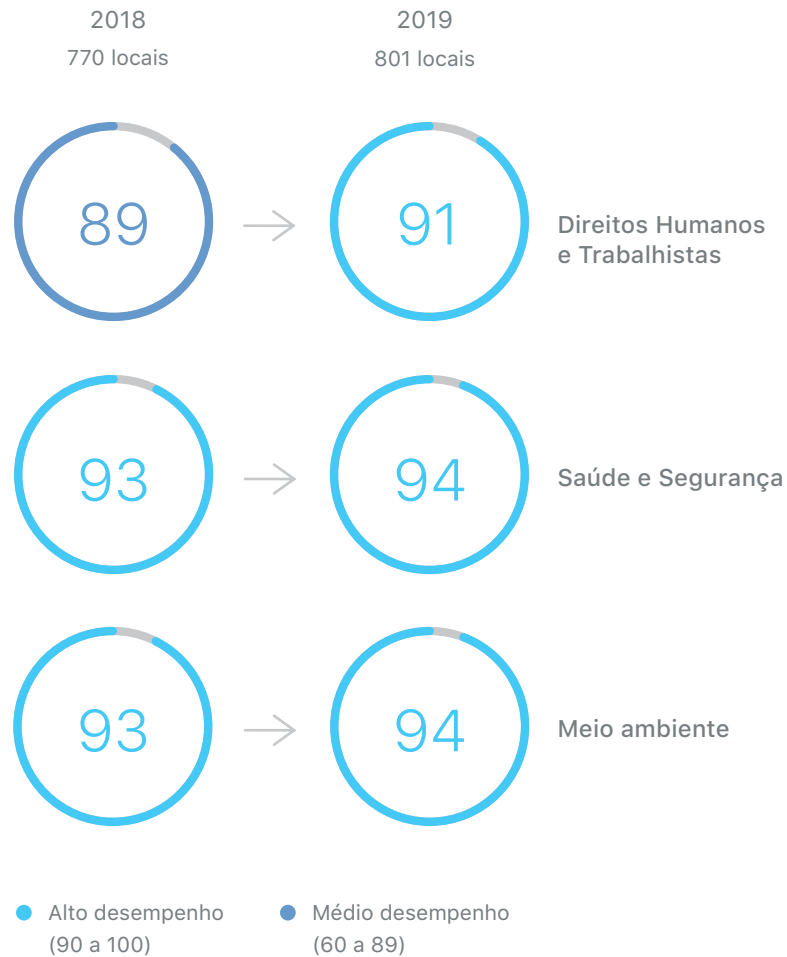 2018
2019
770 locais
801 locais
89
91
Direitos Humanos
e Trabalhistas
93
94
Saúde e Segurança
93
94
Meio ambiente
Alto desempenho
(90 a 100)
Médio desempenho
(60 a 89)